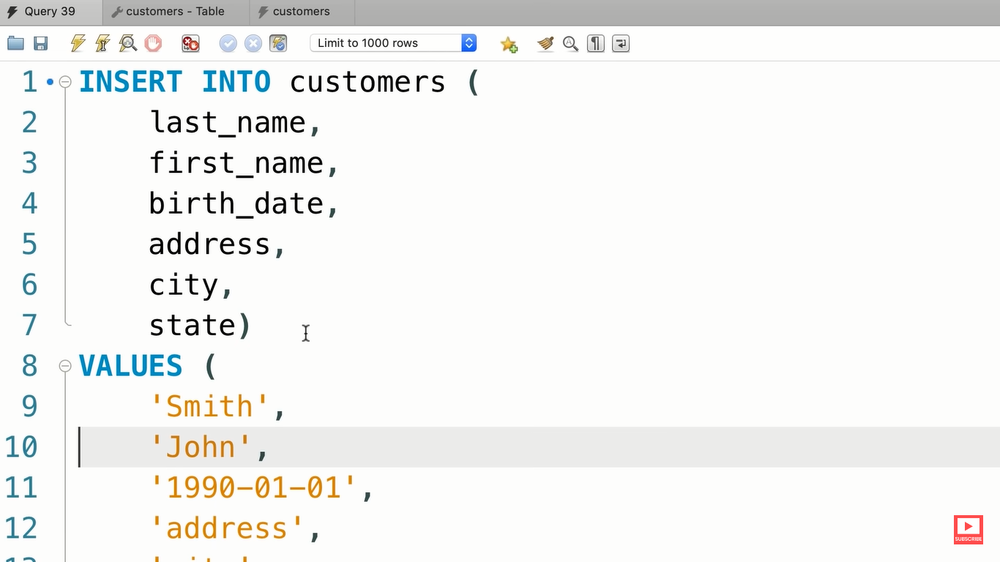 Query 39 customers - Table customers
Limit to 1000 rows
1 INSERT INTO customers (
2 last_name,
3 first_name,
4 birth_date,
5 address,
6 city,
7 state)
8 VALUES (
9 'Smith',
10 'John',
11 '1990-01-01',
12 'address',
SUBSCRIBE